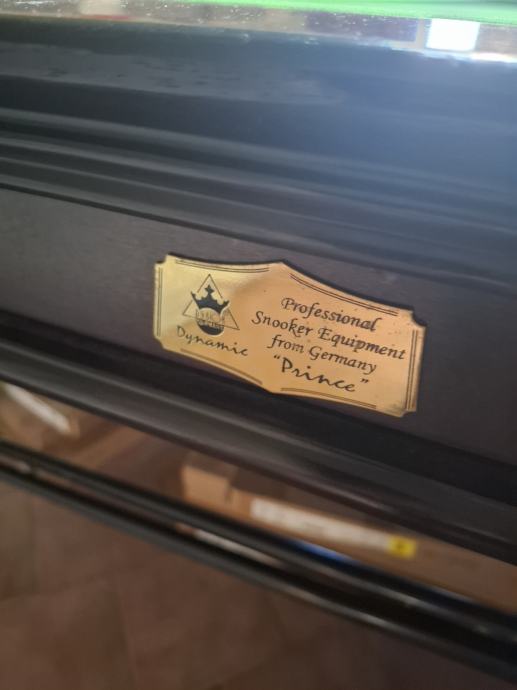 Dynamic
Professional
Snooker Equipment
from Germany
"Prince"